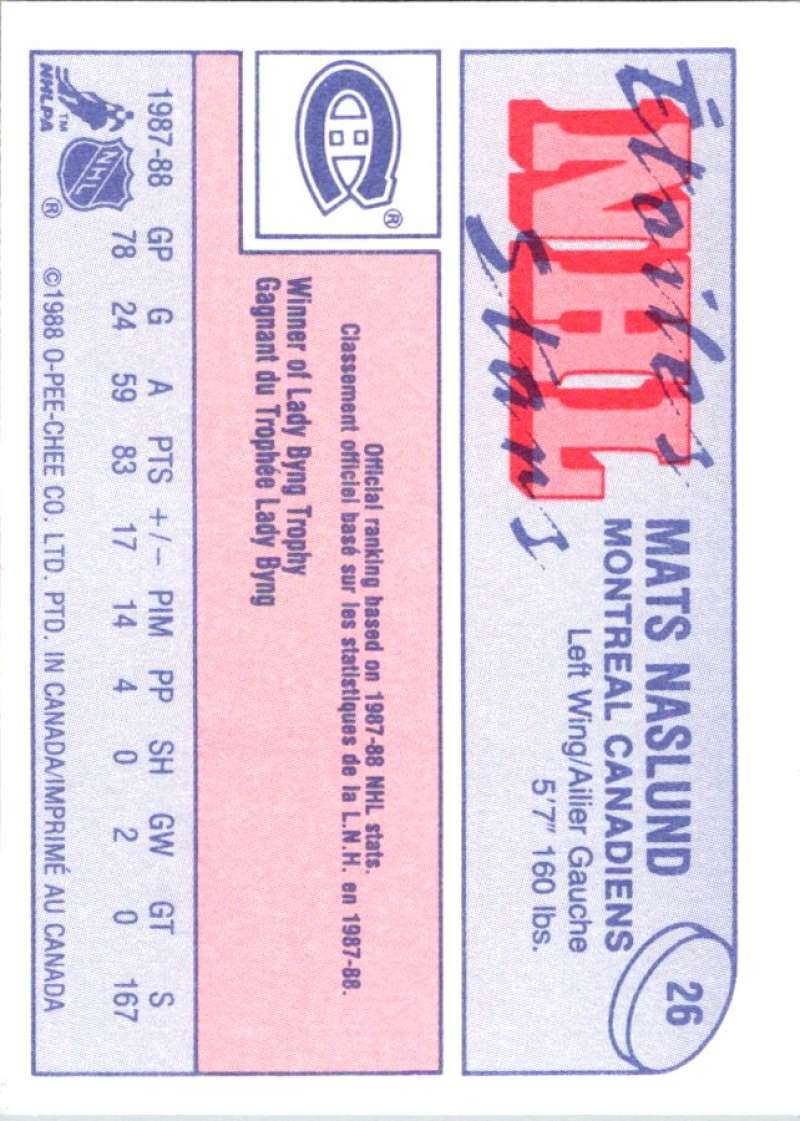 Étoiles
NHL
Stars
MATS NASLUND
MONTREAL CANADIENS
Left Wing/Ailier Gauche
5'7" 160 lbs.
26
®
Official ranking based on 1987-88 NHL stats.
Classement officiel basé sur les statistiques de la L.N.H. en 1987-88.
Winner of Lady Byng Trophy
Gagnant du Trophée Lady Byng
1987-88 GP G A PTS +/- PIM PP SH GW GT S
78 24 59 83 17 14 4 0 2 0 167
NHLPA TM
NHL ®
©1988 O-PEE-CHEE CO. LTD. PTD. IN CANADA/IMPRIMÉ AU CANADA